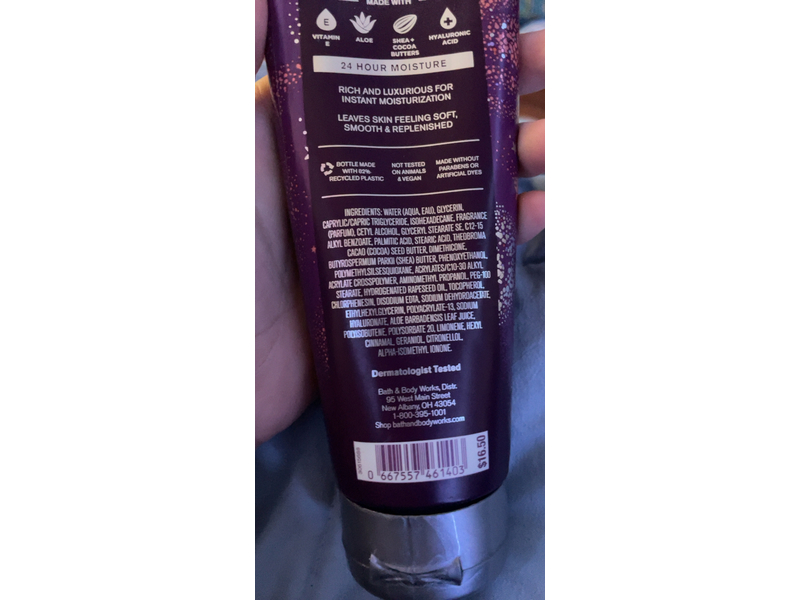 MADE WITH
E
VITAMIN
E
ALOE
SHEA +
COCOA
BUTTERS
HYALURONIC
ACID
24 HOUR MOISTURE
RICH AND LUXURIOUS FOR
INSTANT MOISTURIZATION
LEAVES SKIN FEELING SOFT,
SMOOTH & REPLENISHED
BOTTLE MADE
WITH 82%
RECYCLED PLASTIC
NOT TESTED
ON ANIMALS
& VEGAN
MADE WITHOUT
PARABENS OR
ARTIFICIAL DYES
INGREDIENTS: WATER (AQUA, EAU), GLYCERIN,
CAPRYLIC/CAPRIC TRIGLYCERIDE, ISOHEXADECANE, FRAGRANCE
(PARFUM), CETYL ALCOHOL, GLYCERYL STEARATE SE, C12-15
ALKYL BENZOATE, PALMITIC ACID, STEARIC ACID, THEOBROMA
CACAO (COCOA) SEED BUTTER, DIMETHICONE,
BUTYROSPERMUM PARKII (SHEA) BUTTER, PHENOXYETHANOL,
POLYMETHYLSILSESQUIOXANE, ACRYLATES/C10-30 ALKYL
ACRYLATE CROSSPOLYMER, AMINOMETHYL PROPANOL, PEG-100
STEARATE, HYDROGENATED RAPESEED OIL, TOCOPHEROL,
CHLORPHENESIN, DISODIUM EDTA, SODIUM DEHYDROACETATE,
ETHYLHEXYLGLYCERIN, POLYACRYLATE-13, SODIUM
HYALURONATE, ALOE BARBADENSIS LEAF JUICE,
POLYISOBUTENE, POLYSORBATE 20, LIMONENE, HEXYL
CINNAMAL, GERANIOL, CITRONELLOL,
ALPHA-ISOMETHYL IONONE.
Dermatologist Tested
Bath & Body Works, Distr.
95 West Main Street
New Albany, OH 43054
1-800-395-1001
Shop bathandbodyworks.com
0 667557 461403
$16.50